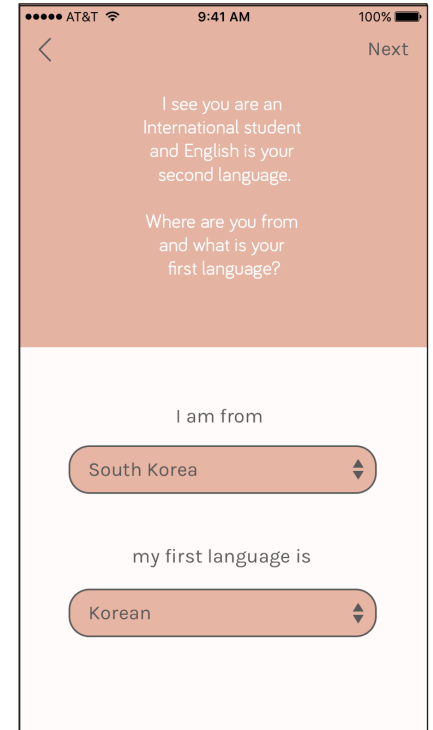 AT&T 9:41 AM 100%
Next
I see you are an
International student
and English is your
second language.
Where are you from
and what is your
first language?
I am from
South Korea
my first language is
Korean